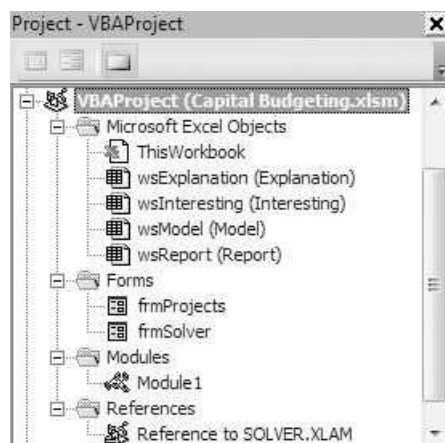 Project - VBAProject
VBAProject (Capital Budgeting.xlsm)
Microsoft Excel Objects
ThisWorkbook
wsExplanation (Explanation)
wsInteresting (Interesting)
wsModel (Model)
wsReport (Report)
Forms
frmProjects
frmSolver
Modules
Module1
References
Reference to SOLVER.XLAM